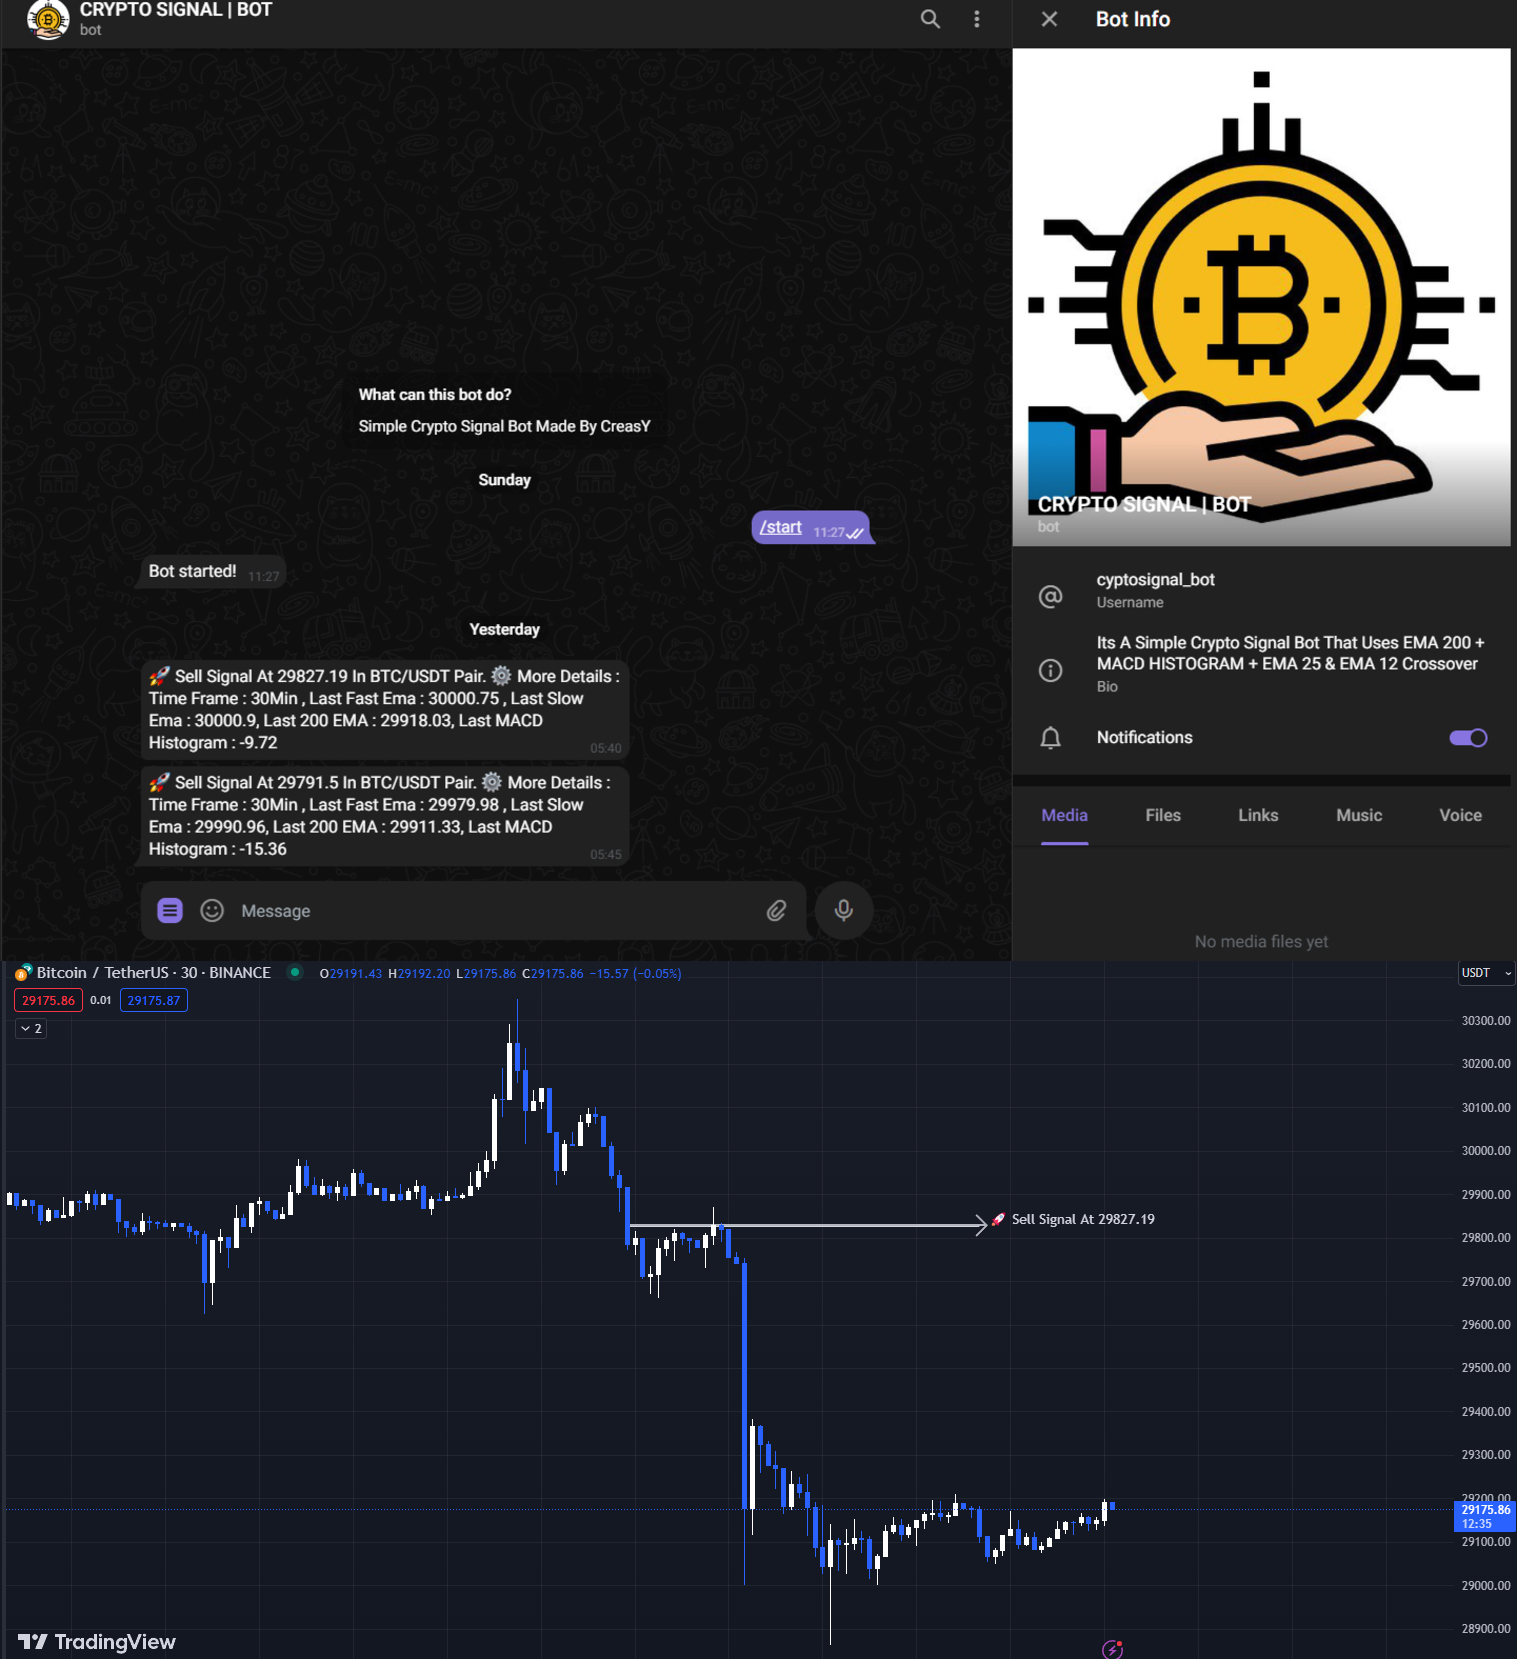 CRYPTO SIGNAL | BOT
bot
What can this bot do?
Simple Crypto Signal Bot Made By CreasY
Sunday
/start 11:27
Bot started! 11:27
Yesterday
🚀 Sell Signal At 29827.19 In BTC/USDT Pair. ⚙️ More Details :
Time Frame : 30Min , Last Fast Ema : 30000.75 , Last Slow
Ema : 30000.9, Last 200 EMA : 29918.03, Last MACD
Histogram : -9.72
05:40
🚀 Sell Signal At 29791.5 In BTC/USDT Pair. ⚙️ More Details :
Time Frame : 30Min , Last Fast Ema : 29979.98 , Last Slow
Ema : 29990.96, Last 200 EMA : 29911.33, Last MACD
Histogram : -15.36
05:45
Message
Bot Info
CRYPTO SIGNAL | BOT
bot
cyptosignal_bot
Username
Its A Simple Crypto Signal Bot That Uses EMA 200 +
MACD HISTOGRAM + EMA 25 & EMA 12 Crossover
Bio
Notifications
Media Files Links Music Voice
No media files yet
Bitcoin / TetherUS · 30 · BINANCE O29191.43 H29192.20 L29175.86 C29175.86 −15.57 (−0.05%)
USDT
29175.86 0.01 29175.87
2
🚀 Sell Signal At 29827.19
30300.00
30200.00
30100.00
30000.00
29900.00
29800.00
29700.00
29600.00
29500.00
29400.00
29300.00
29200.00
29175.86
12:35
29100.00
29000.00
28900.00
TradingView